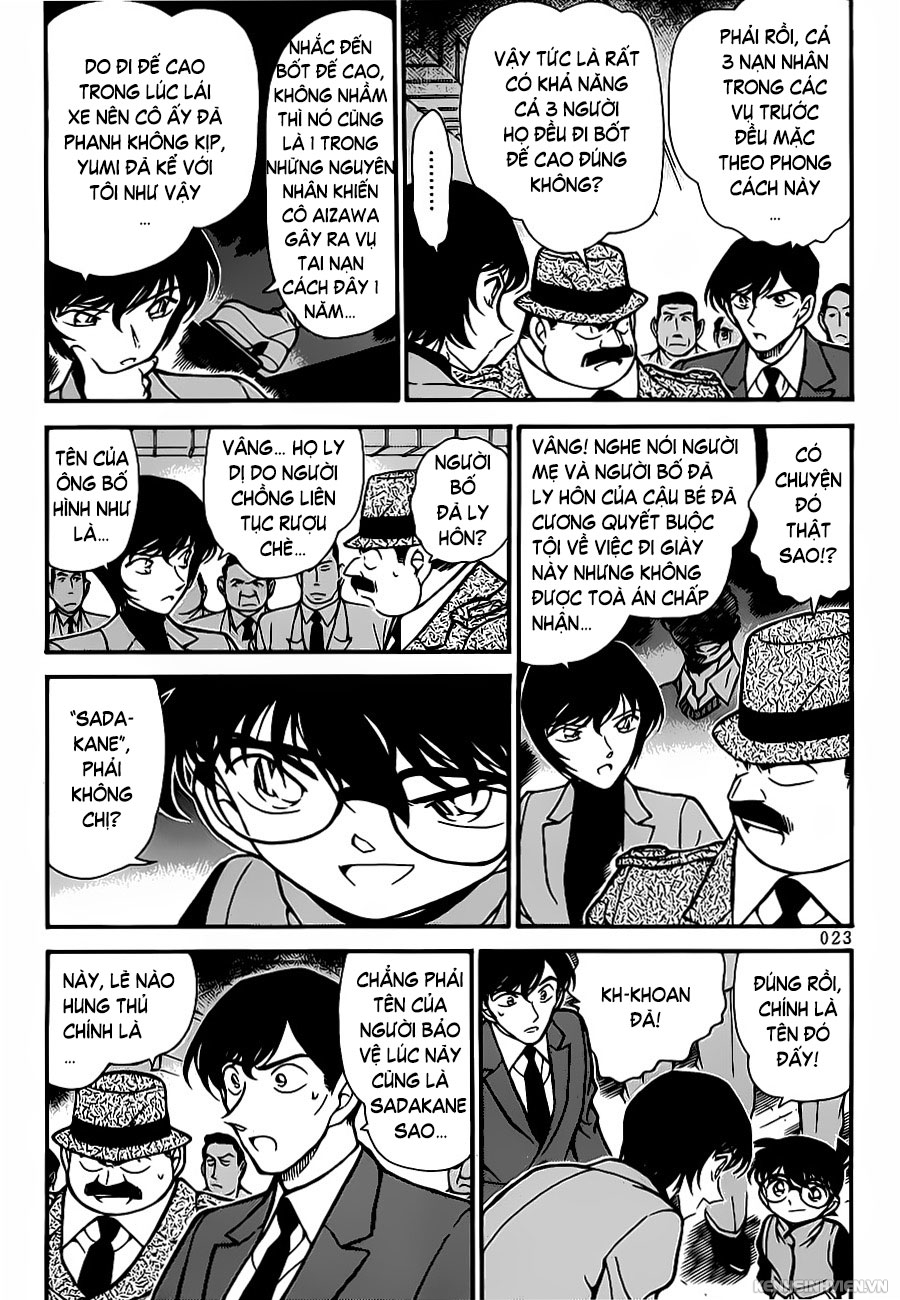 PHẢI RỒI, CẢ
3 NẠN NHÂN
TRONG CÁC
VỤ TRƯỚC
ĐỀU MẶC
THEO PHONG
CÁCH NÀY
...
VẬY TỨC LÀ RẤT
CÓ KHẢ NĂNG
CẢ 3 NGƯỜI
HỌ ĐỀU ĐI BỐT
ĐẾ CAO ĐÚNG
KHÔNG?
........
NHẮC ĐẾN
BỐT ĐẾ CAO,
KHÔNG NHẦM
THÌ NÓ CŨNG
LÀ 1 TRONG
NHỮNG NGUYÊN
NHÂN KHIẾN
CÔ AIZAWA
GÂY RA VỤ
TAI NẠN
CÁCH ĐÂY 1
NĂM...
DO ĐI ĐẾ CAO
TRONG LÚC LÁI
XE NÊN CÔ ẤY ĐÃ
PHANH KHÔNG KỊP,
YUMI ĐÃ KỂ VỚI
TÔI NHƯ VẬY
...
CÓ
CHUYỆN
ĐÓ
THẬT
SAO!?
VÂNG! NGHE NÓI NGƯỜI
MẸ VÀ NGƯỜI BỐ ĐÃ
LY HÔN CỦA CẬU BÉ ĐÃ
CƯƠNG QUYẾT BUỘC
TỘI VỀ VIỆC ĐI GIÀY
NÀY NHƯNG KHÔNG
ĐƯỢC TOÀ ÁN CHẤP
NHẬN...
NGƯỜI
BỐ
ĐÃ LY
HÔN?
VÂNG... HỌ LY
DỊ DO NGƯỜI
CHỒNG LIÊN
TỤC RƯỢU
CHÈ...
TÊN CỦA
ÔNG BỐ
HÌNH NHƯ
LÀ...
"SADA-
KANE",
PHẢI
KHÔNG
CHỊ?
023
ĐÚNG RỒI,
CHÍNH LÀ
TÊN ĐÓ
ĐẤY!
KH-KHOAN
ĐÃ!
CHẲNG PHẢI
TÊN CỦA
NGƯỜI BẢO
VỆ LÚC NÃY
CŨNG LÀ
SADAKANE
SAO...
NÀY, LẼ NÀO
HUNG THỦ
CHÍNH LÀ
...
KENHSINHVIEN.VN